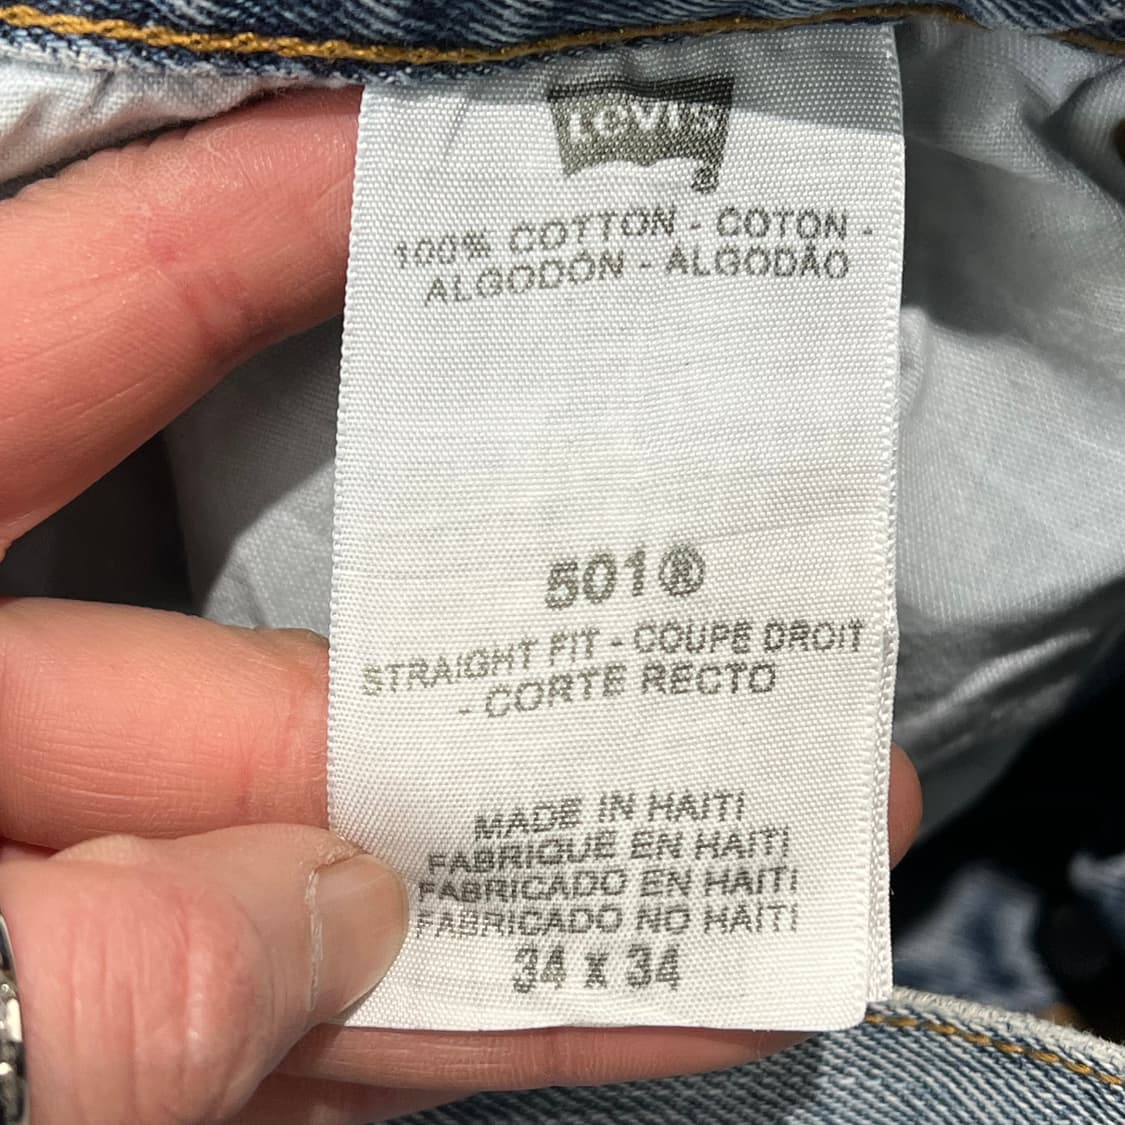 Levi's
®
100% COTTON - COTON -
ALGODÓN - ALGODÃO
501®
STRAIGHT FIT - COUPE DROIT
- CORTE RECTO
MADE IN HAITI
FABRIQUE EN HAITI
FABRICADO EN HAITI
FABRICADO NO HAITI
34 x 34